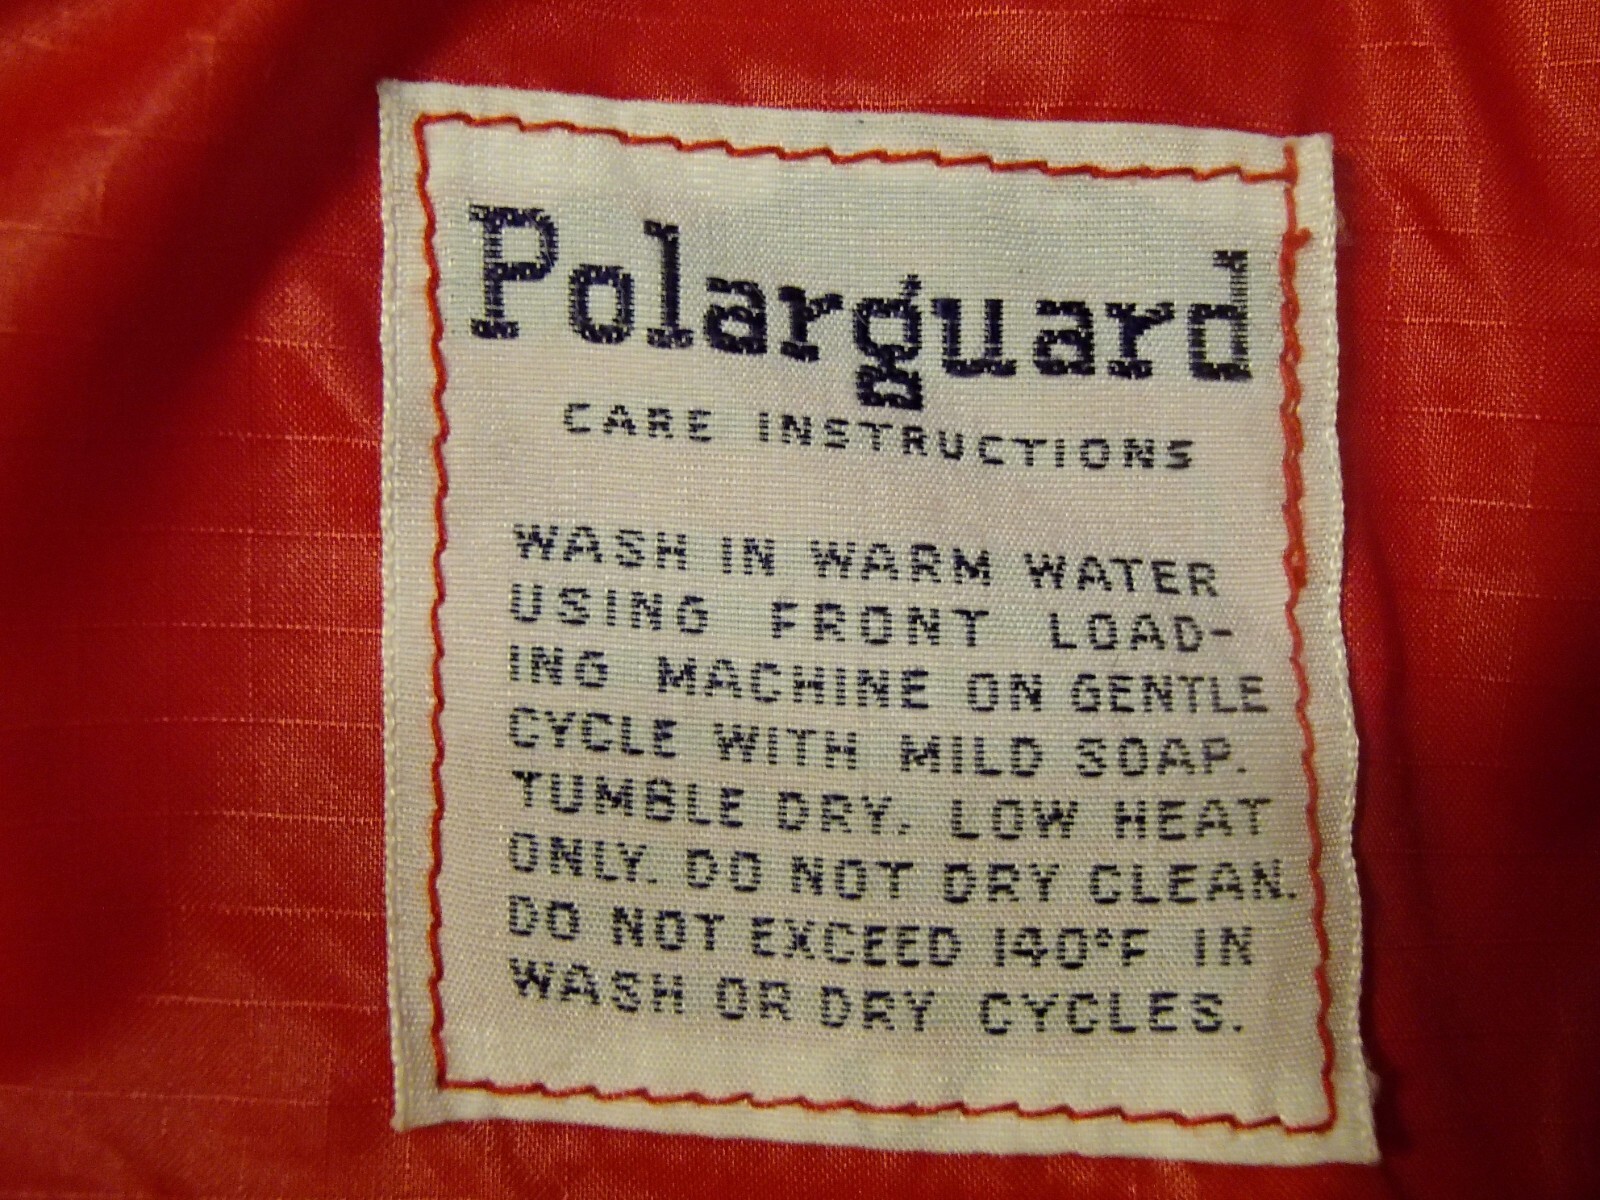 Polarguard
CARE INSTRUCTIONS
WASH IN WARM WATER
USING FRONT LOAD-
ING MACHINE ON GENTLE
CYCLE WITH MILD SOAP.
TUMBLE DRY, LOW HEAT
ONLY. DO NOT DRY CLEAN.
DO NOT EXCEED 140°F IN
WASH OR DRY CYCLES.